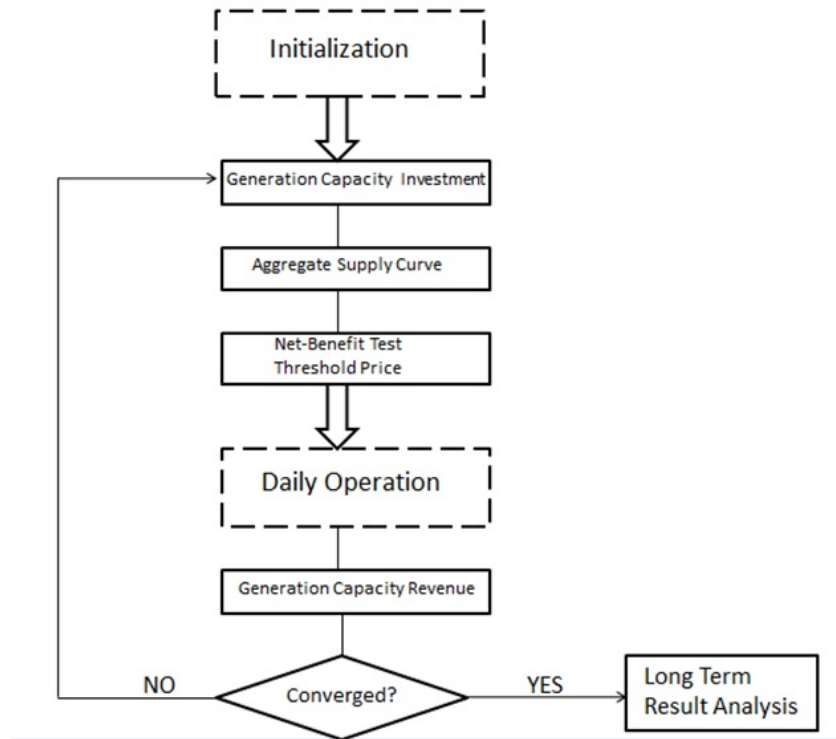 Initialization
Generation Capacity Investment
Aggregate Supply Curve
Net-Benefit Test
Threshold Price
Daily Operation
Generation Capacity Revenue
Converged?
NO
YES
Long Term
Result Analysis